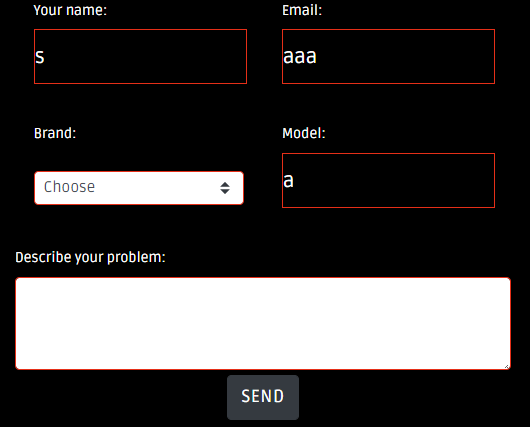 Your name: Email:
s aaa
Brand: Model:
Choose a
Describe your problem:
SEND